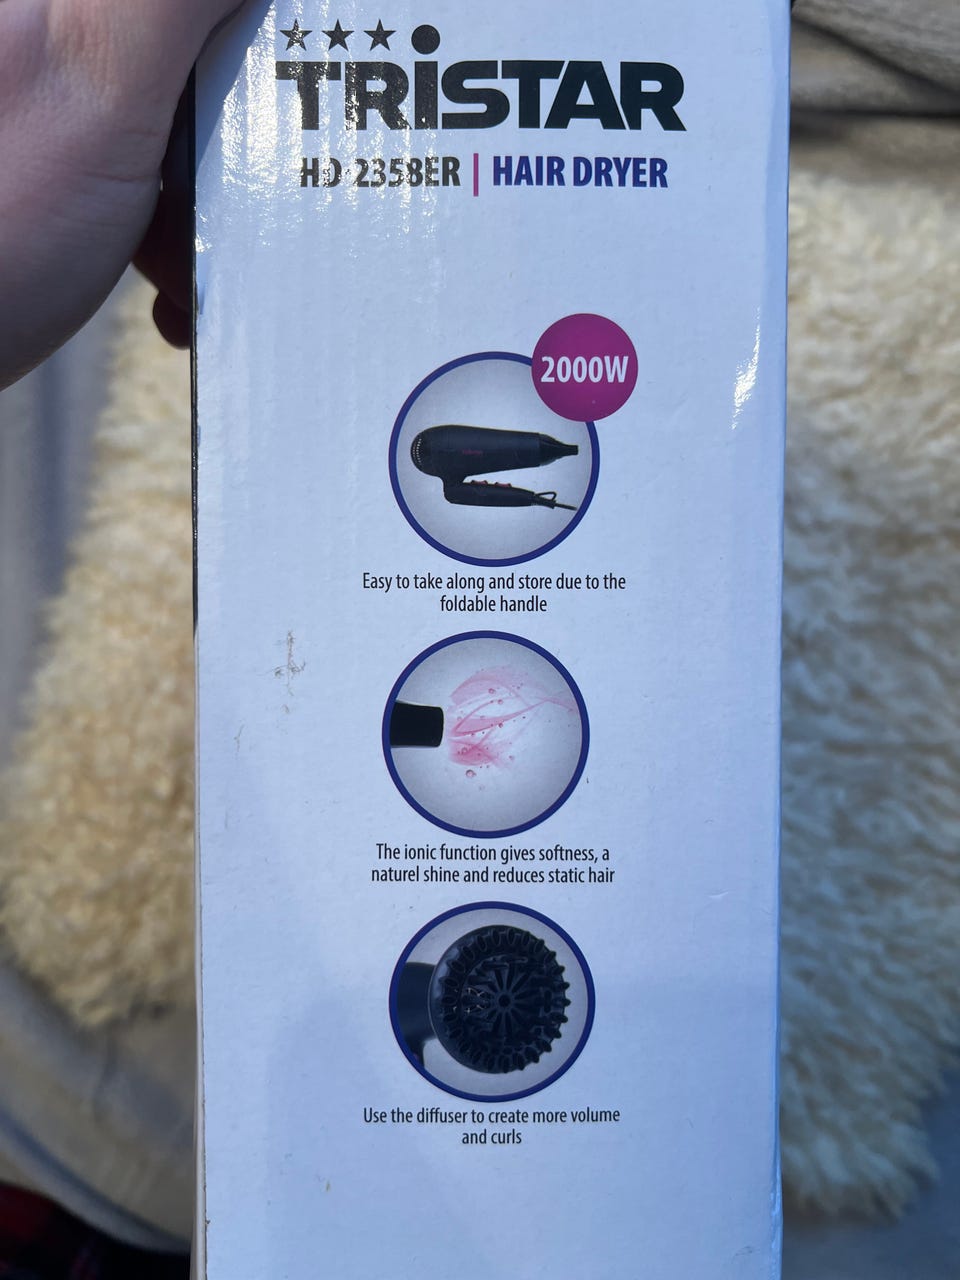 TRISTAR
HD-2358ER | HAIR DRYER
2000W
Easy to take along and store due to the
foldable handle
The ionic function gives softness, a
naturel shine and reduces static hair
Use the diffuser to create more volume
and curls